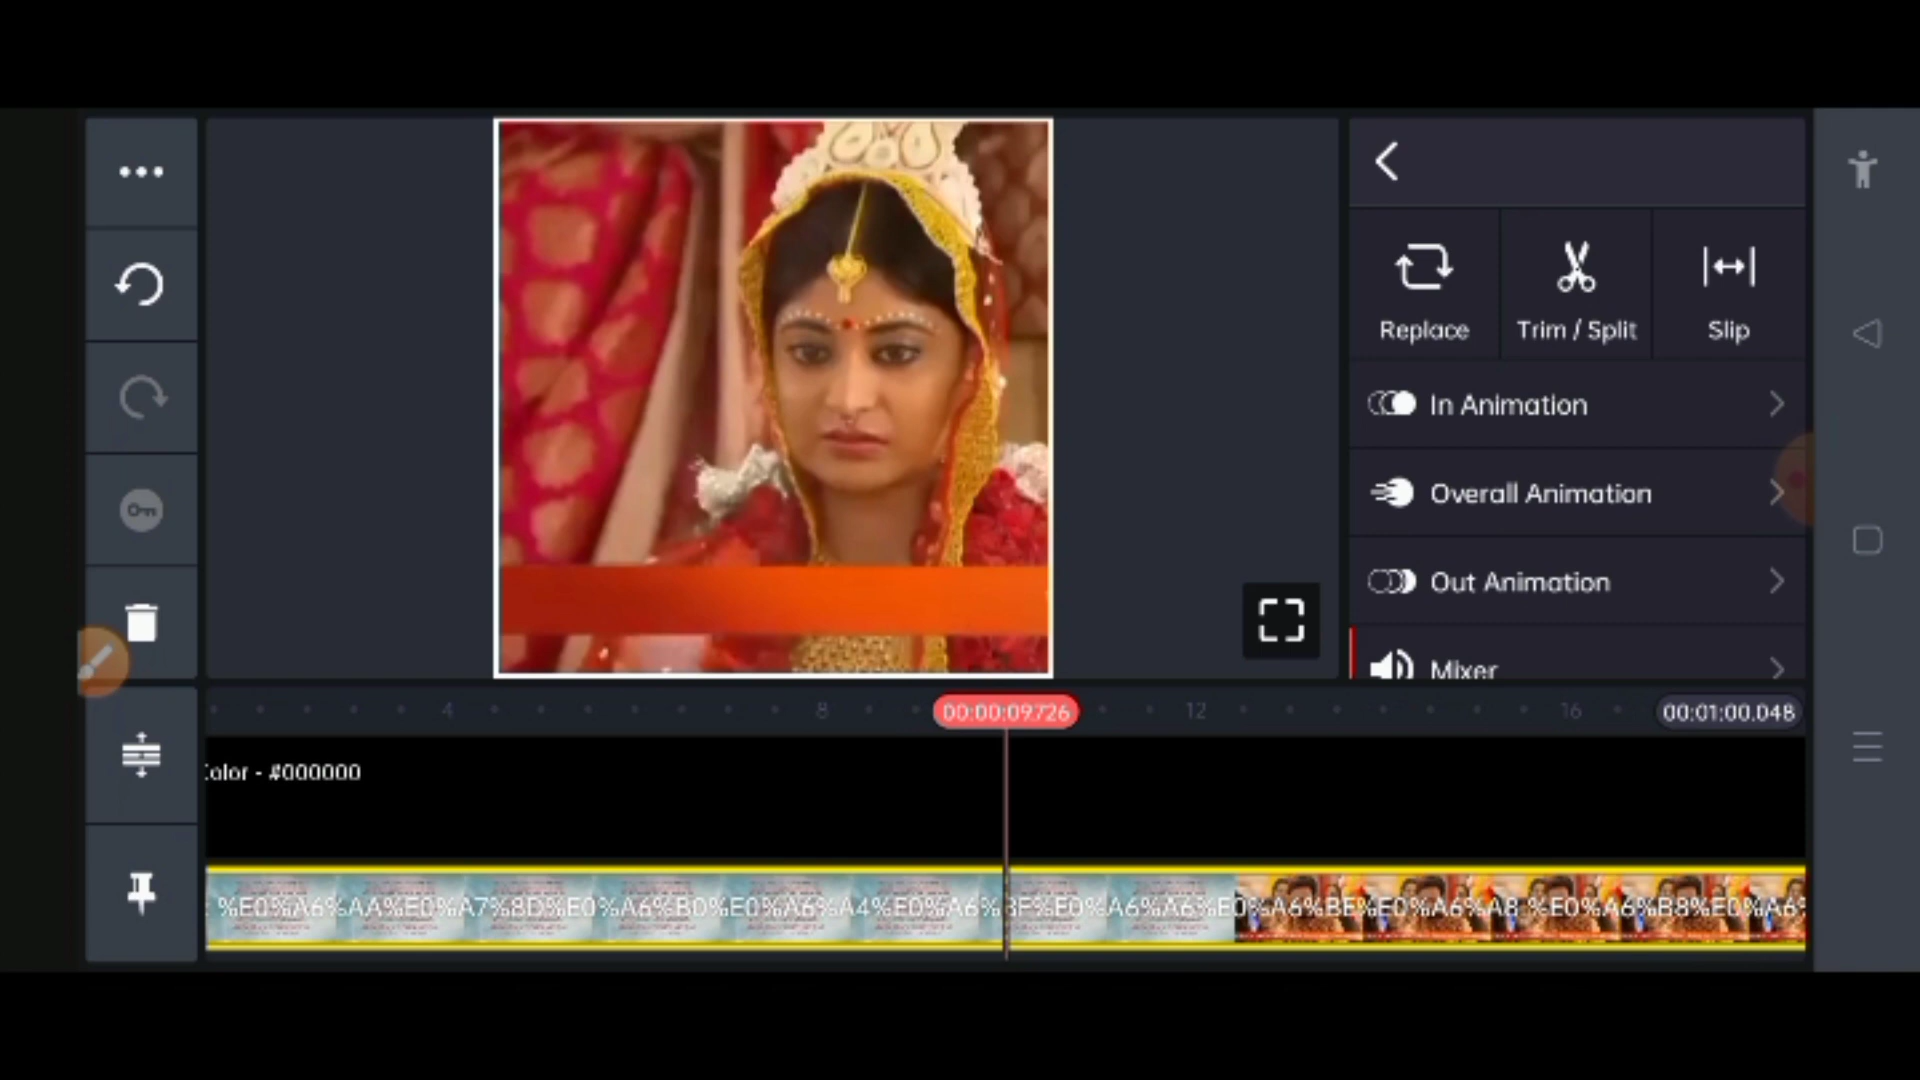 Replace
Trim / Split
Slip
In Animation
Overall Animation
Out Animation
Mixer
4
8
00:00:09.726
12
16
00:01:00.048
Color - #000000
%E0%A6%AA%E0%A7%8D%E0%A6%B0%E0%A6%A4%E0%A6%BF%E0%A6%A6%E0%A6%BE%E0%A6%A8 %E0%A6%B8%E0%A6